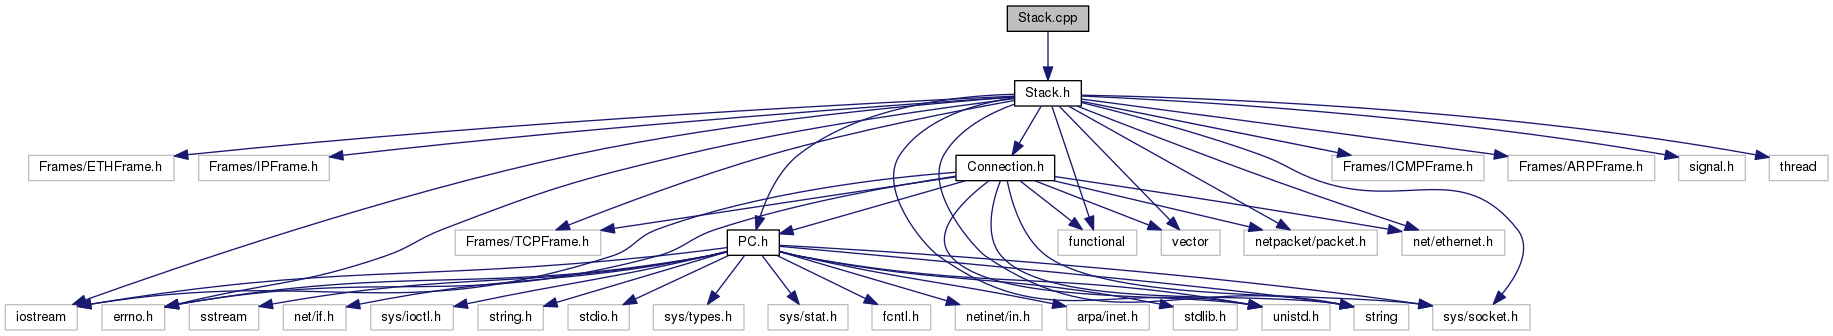 Stack.cpp
Stack.h
Frames/ETHFrame.h
Frames/IPFrame.h
Connection.h
Frames/ICMPFrame.h
Frames/ARPFrame.h
signal.h
thread
Frames/TCPFrame.h
PC.h
functional
vector
netpacket/packet.h
net/ethernet.h
iostream
errno.h
sstream
net/if.h
sys/ioctl.h
string.h
stdio.h
sys/types.h
sys/stat.h
fcntl.h
netinet/in.h
arpa/inet.h
stdlib.h
unistd.h
string
sys/socket.h